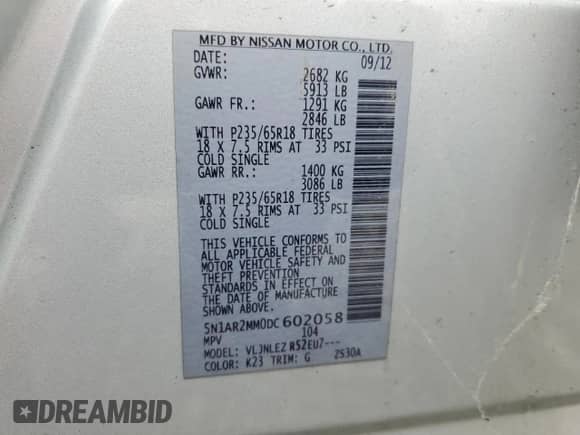 MFD BY NISSAN MOTOR CO., LTD.
DATE: 09/12
GVWR: 2682 KG
5913 LB
GAWR FR.: 1291 KG
2846 LB
WITH P235/65R18 TIRES
18 X 7.5 RIMS AT 33 PSI
COLD SINGLE
GAWR RR.: 1400 KG
3086 LB
WITH P235/65R18 TIRES
18 X 7.5 RIMS AT 33 PSI
COLD SINGLE
THIS VEHICLE CONFORMS TO
ALL APPLICABLE FEDERAL
MOTOR VEHICLE SAFETY AND
THEFT PREVENTION
STANDARDS IN EFFECT ON
THE DATE OF MANUFACTURE
SHOWN ABOVE.
5N1AR2MM0DC602058
MPV 104
MODEL: VLJNLEZ R52EU7---
COLOR: K23 TRIM: G 2S30A
DREAMBID